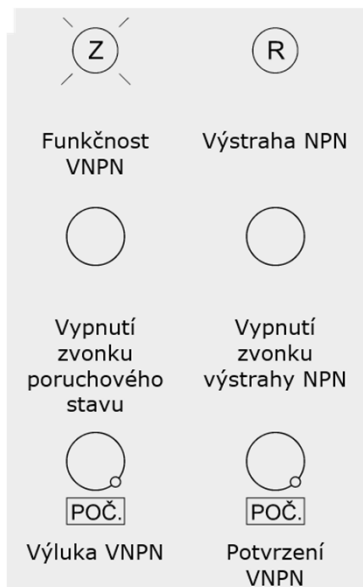 Z
R
Funkčnost
VNPN
Výstraha NPN
Vypnutí
zvonku
poruchového
stavu
Vypnutí
zvonku
výstrahy NPN
POČ.
POČ.
Výluka VNPN
Potvrzení
VNPN